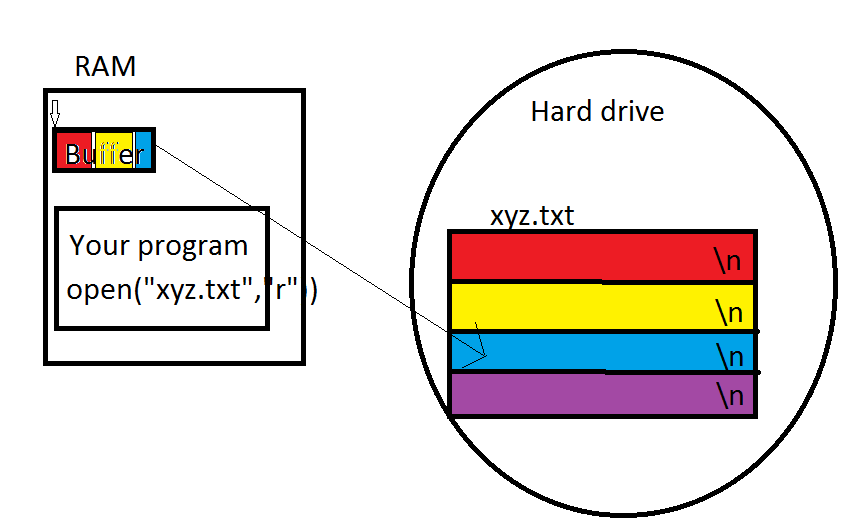 RAM
Buffer
Your program
open("xyz.txt","r"))
Hard drive
xyz.txt
\n
\n
\n
\n